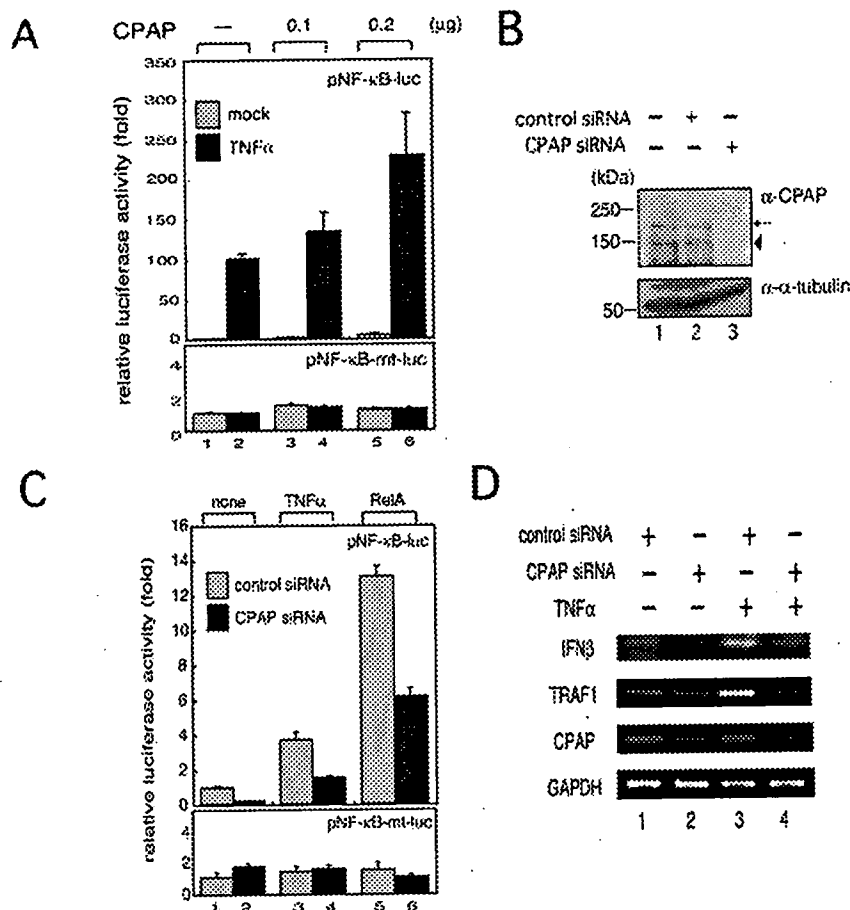 A
CPAP — 0.1 0.2 (μg)
relative luciferase activity (fold)
350
300
250
200
150
100
50
0
pNF-κB-luc
mock
TNFα
4
2
0
pNF-κB-mt-luc
1 2 3 4 5 6
B
control siRNA − + −
CPAP siRNA − − +
(kDa)
250
150
α-CPAP
50
α-α-tubulin
1 2 3
C
none TNFα RelA
relative luciferase activity (fold)
16
14
12
10
8
6
4
2
0
pNF-κB-luc
control siRNA
CPAP siRNA
4
2
0
pNF-κB-mt-luc
1 2 3 4 5 6
D
control siRNA + − + −
CPAP siRNA − + − +
TNFα − − + +
IFNβ
TRAF1
CPAP
GAPDH
1 2 3 4